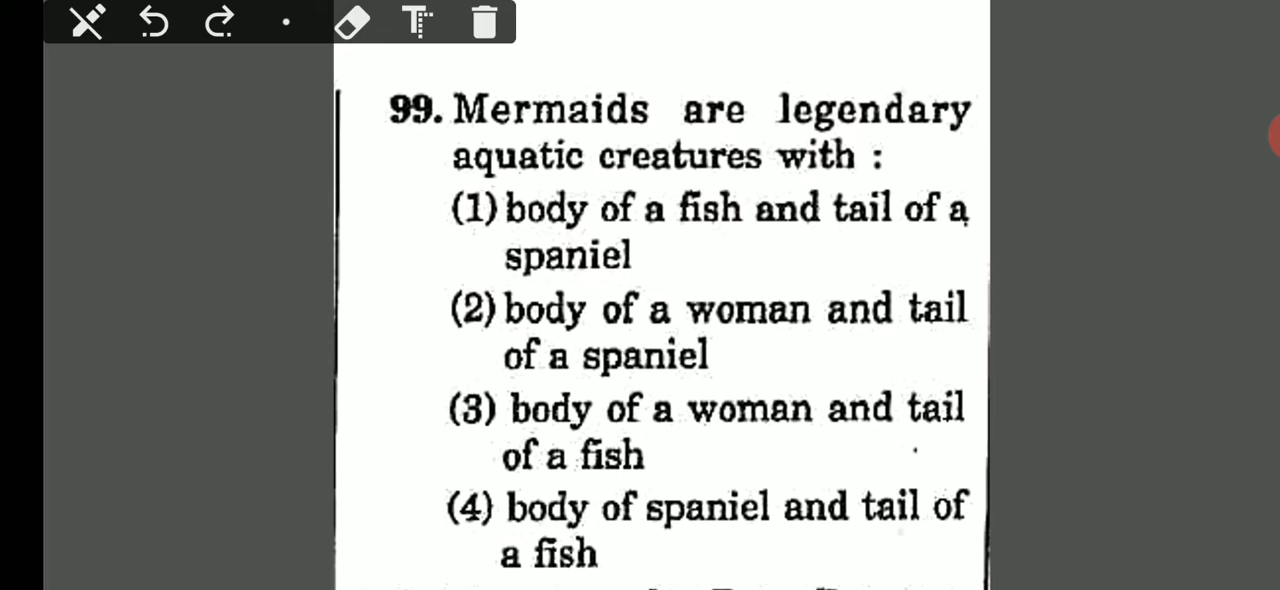 99. Mermaids are legendary
aquatic creatures with :
(1) body of a fish and tail of a
spaniel
(2) body of a woman and tail
of a spaniel
(3) body of a woman and tail
of a fish
(4) body of spaniel and tail of
a fish